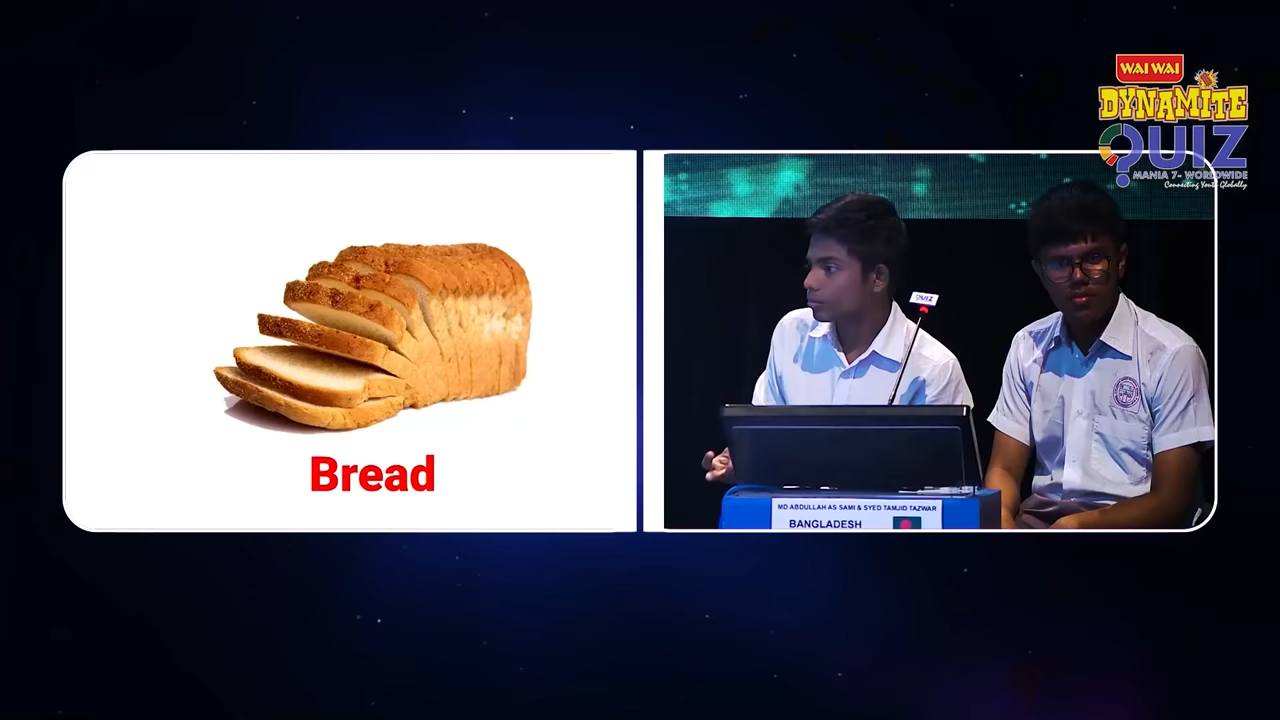 WAI WAI
DYNAMITE
QUIZ
MANIA 7- WORLDWIDE
Connecting Youth Globally
QUIZ
Bread
MD ABDULLAH AS SAMI & SYED TAMJID TAZWAR
BANGLADESH